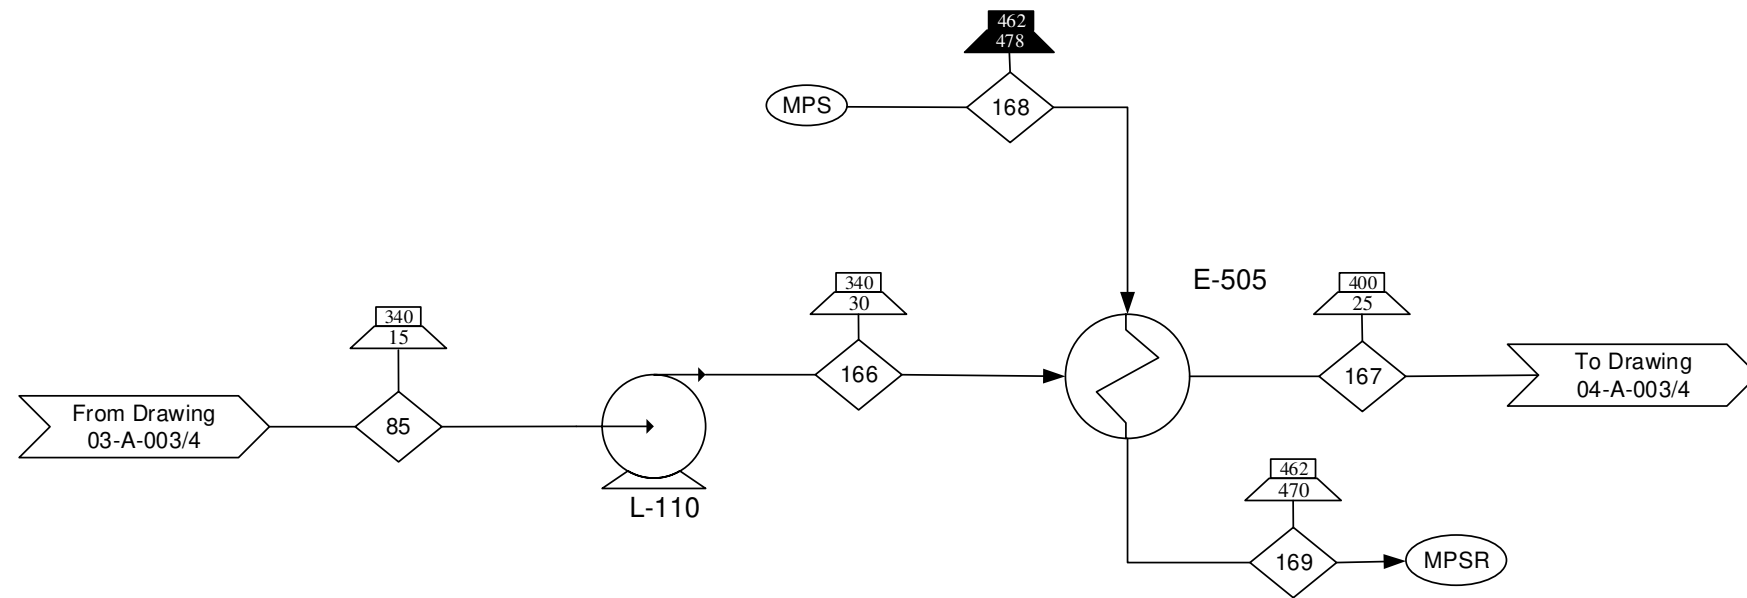 462
478
MPS
168
E-505
340
30
400
25
340
15
166
167
To Drawing
04-A-003/4
From Drawing
03-A-003/4
85
L-110
462
470
169
MPSR